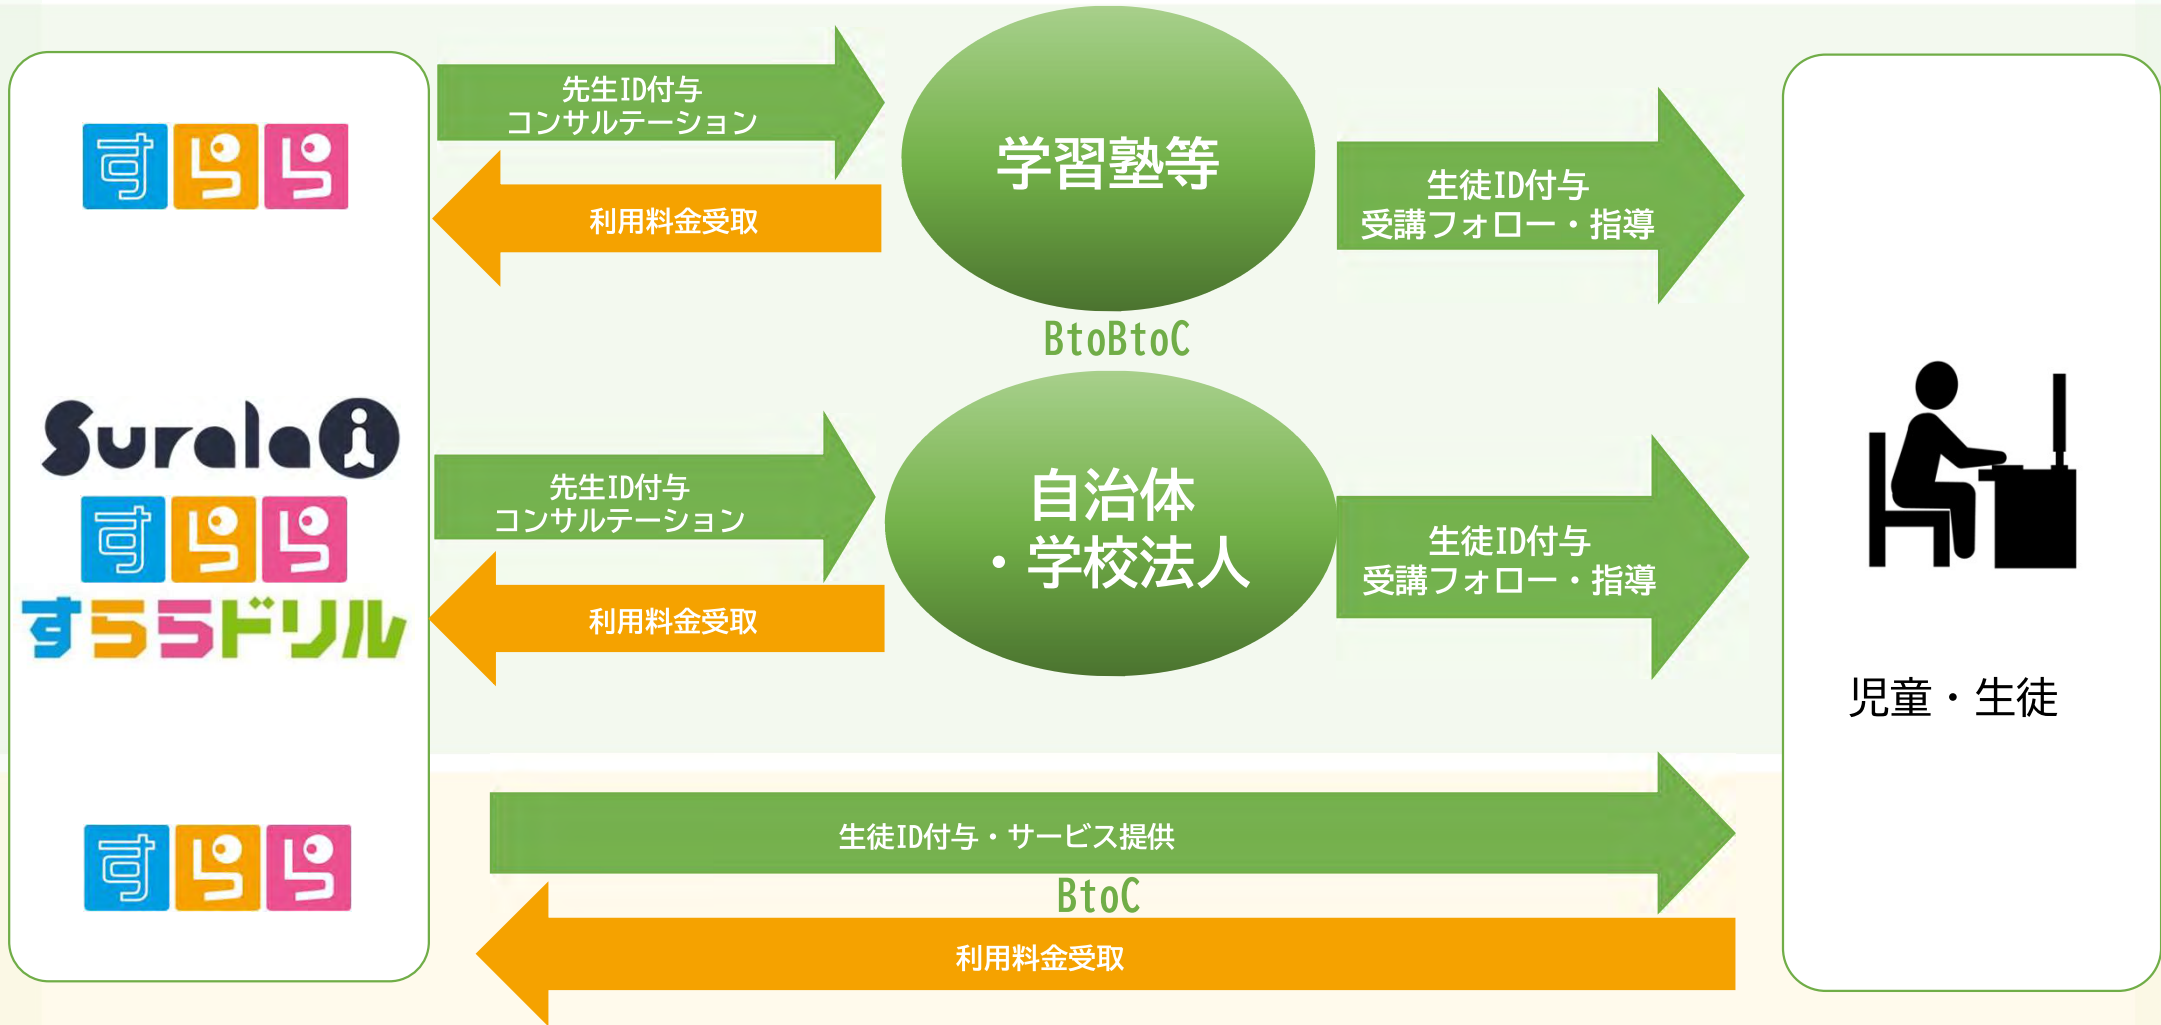 すらら
先生ID付与
コンサルテーション
利用料金受取
学習塾等
生徒ID付与
受講フォロー・指導
BtoBtoC
Surala i
すらら
すららドリル
先生ID付与
コンサルテーション
利用料金受取
自治体
・学校法人
生徒ID付与
受講フォロー・指導
児童・生徒
すらら
生徒ID付与・サービス提供
BtoC
利用料金受取